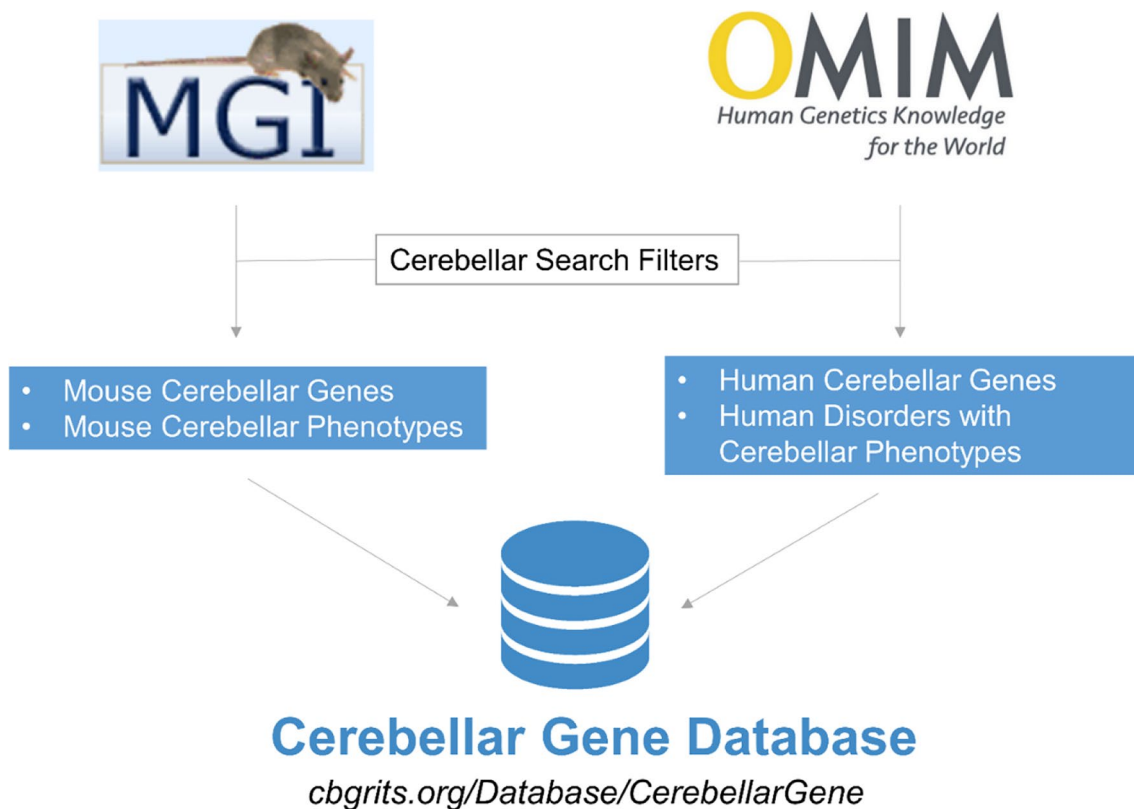 MGI
OMIM
Human Genetics Knowledge
for the World
Cerebellar Search Filters
• Mouse Cerebellar Genes
• Mouse Cerebellar Phenotypes
• Human Cerebellar Genes
• Human Disorders with
Cerebellar Phenotypes
Cerebellar Gene Database
cbgrits.org/Database/CerebellarGene